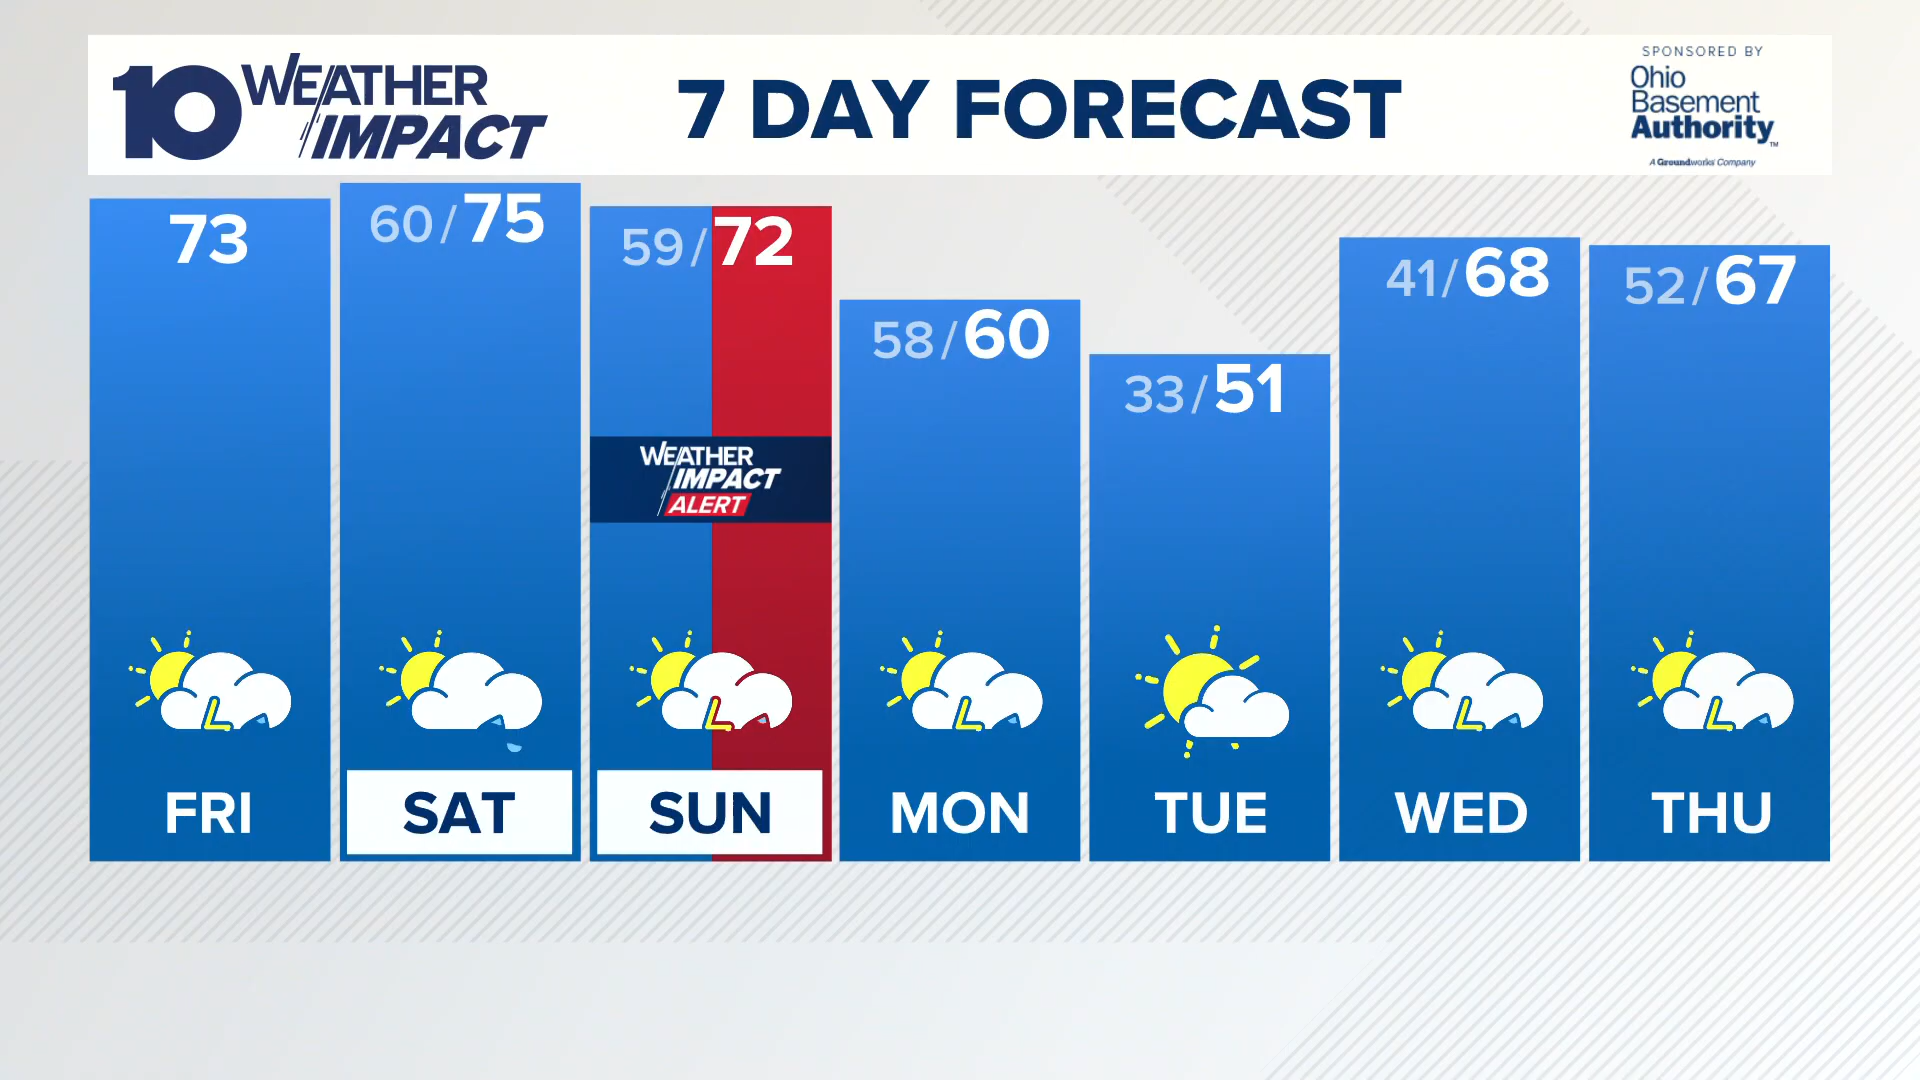 10 WEATHER IMPACT
7 DAY FORECAST
SPONSORED BY
Ohio
Basement
Authority™
A Groundworks Company
73
60/75
59/72
58/60
33/51
41/68
52/67
WEATHER
IMPACT
ALERT
FRI
SAT
SUN
MON
TUE
WED
THU